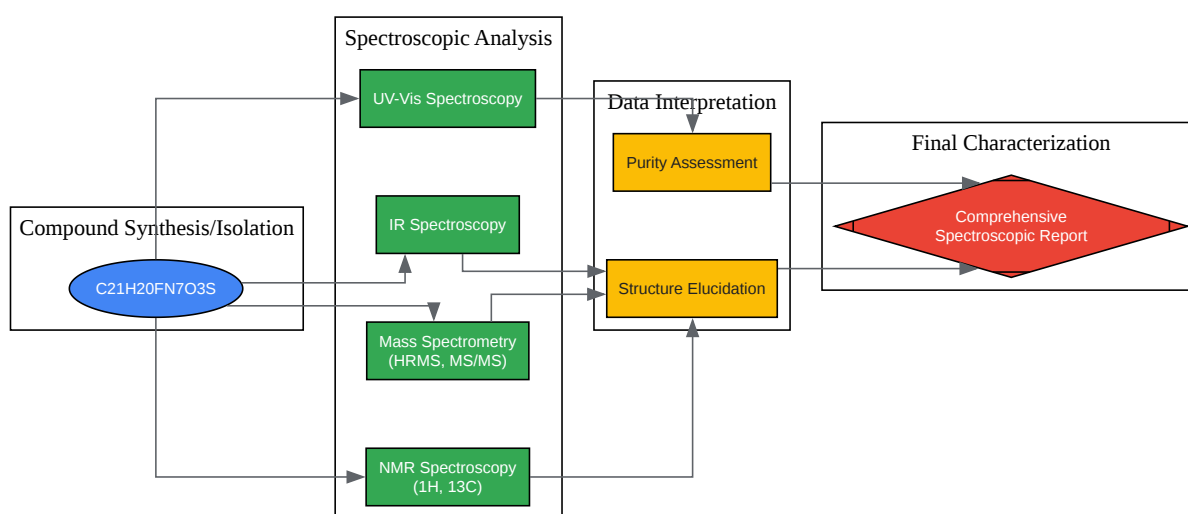 Spectroscopic Analysis
UV-Vis Spectroscopy
Data Interpretation
Purity Assessment
Final Characterization
IR Spectroscopy
Comprehensive
Spectroscopic Report
Compound Synthesis/Isolation
C21H20FN7O3S
Structure Elucidation
Mass Spectrometry
(HRMS, MS/MS)
NMR Spectroscopy
(1H, 13C)